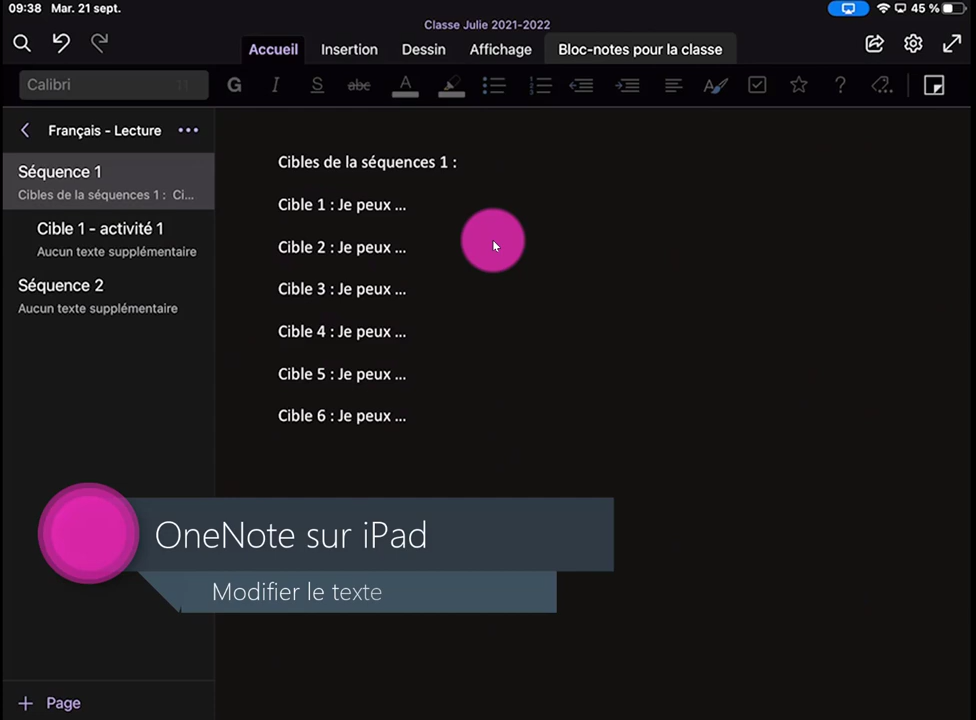 09:38 Mar. 21 sept.
45 %
Classe Julie 2021-2022
Accueil Insertion Dessin Affichage Bloc-notes pour la classe
Calibri 11
G I S abc A
Français - Lecture
Séquence 1
Cibles de la séquences 1 : Ci...
Cible 1 - activité 1
Aucun texte supplémentaire
Séquence 2
Aucun texte supplémentaire
Page
Cibles de la séquences 1 :
Cible 1 : Je peux ...
Cible 2 : Je peux ...
Cible 3 : Je peux ...
Cible 4 : Je peux ...
Cible 5 : Je peux ...
Cible 6 : Je peux ...
OneNote sur iPad
Modifier le texte